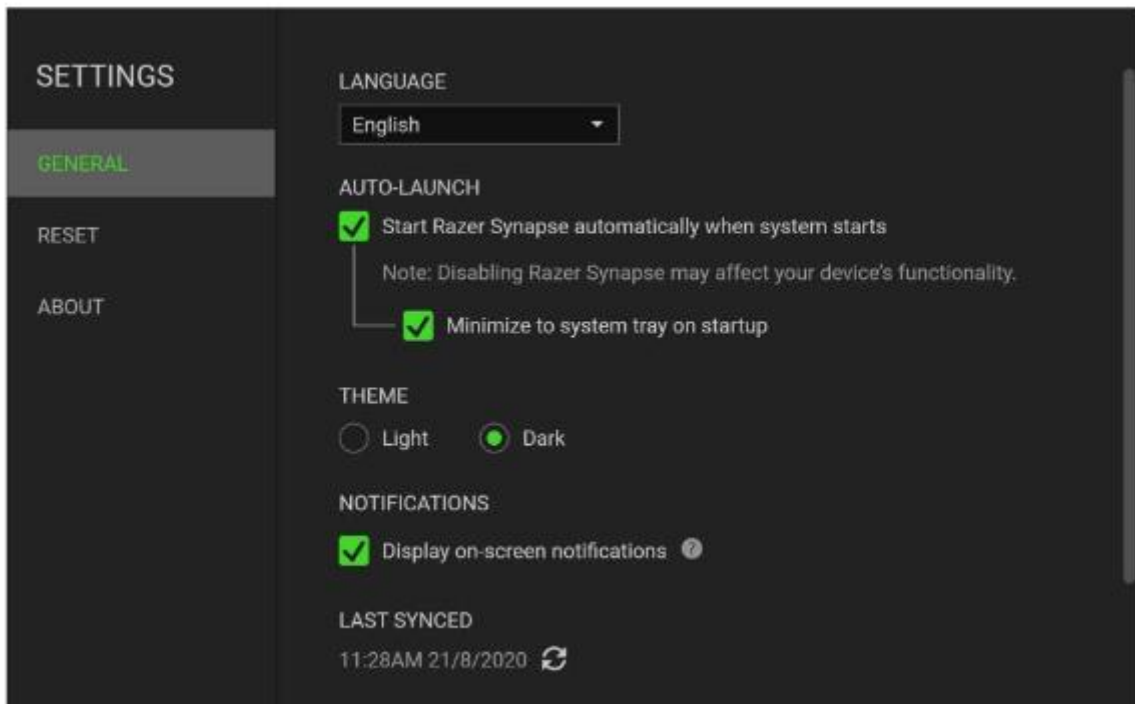 SETTINGS
GENERAL
RESET
ABOUT
LANGUAGE
English
AUTO-LAUNCH
Start Razer Synapse automatically when system starts
Note: Disabling Razer Synapse may affect your device's functionality.
Minimize to system tray on startup
THEME
Light Dark
NOTIFICATIONS
Display on-screen notifications ?
LAST SYNCED
11:28AM 21/8/2020